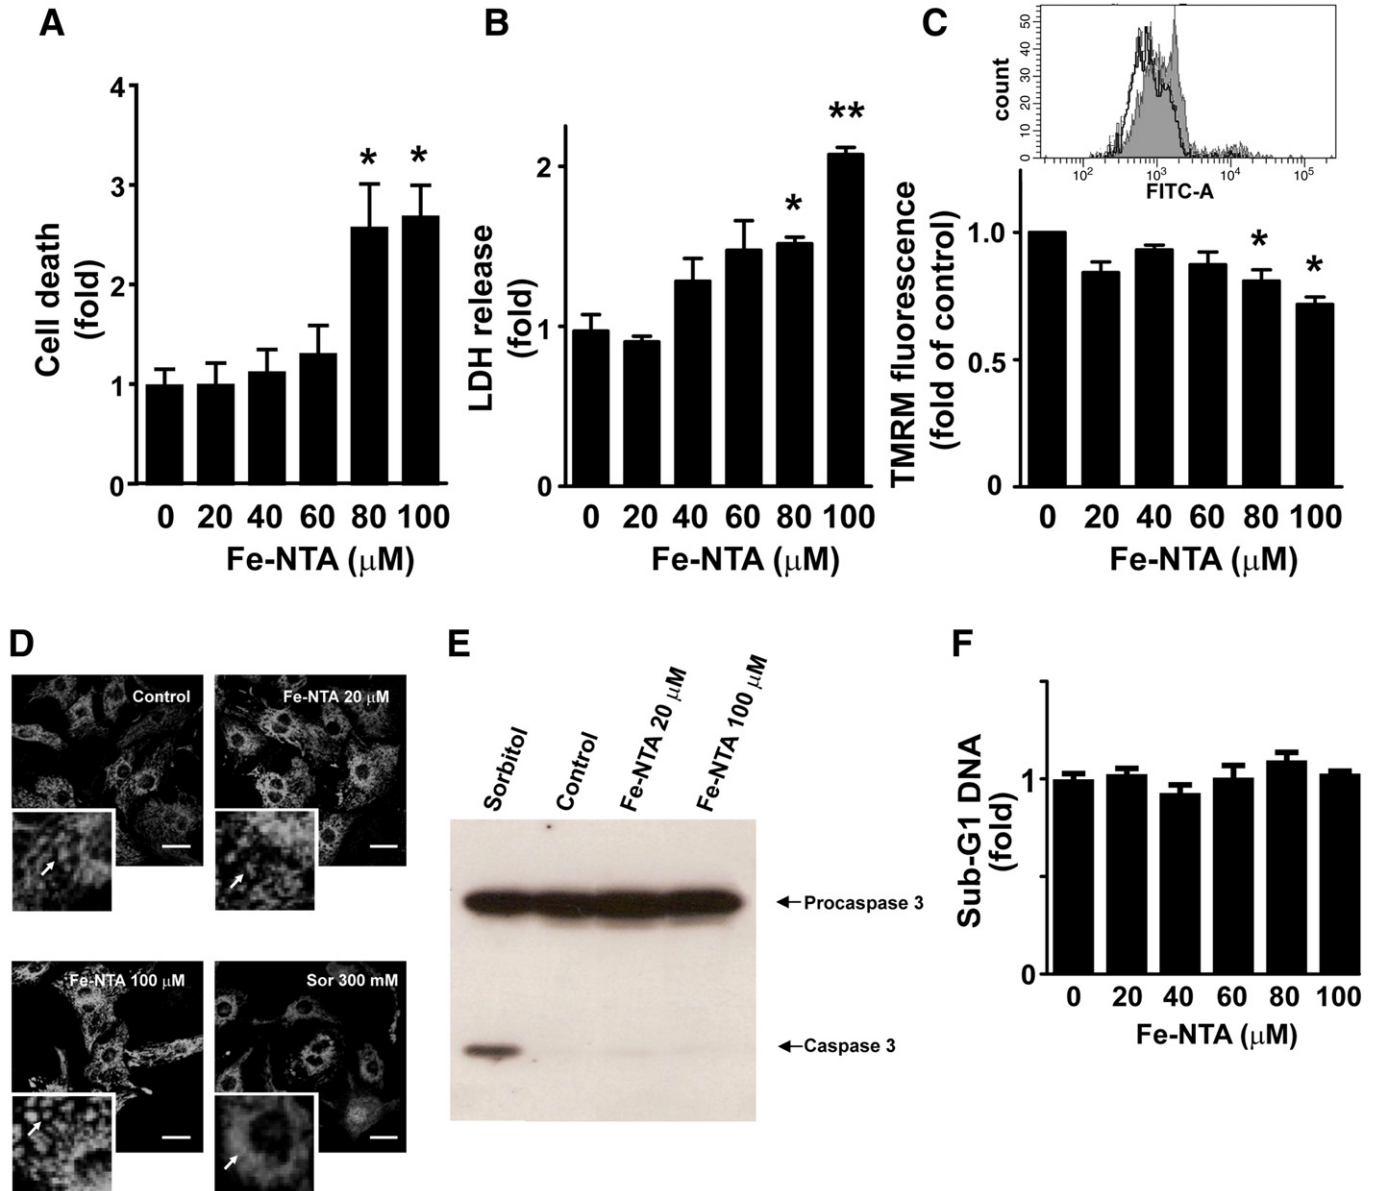 A
4
3
2
1
0
Cell death
(fold)
* *
0 20 40 60 80 100
Fe-NTA (μM)
B
2
1
0
LDH release
(fold)
*
**
0 20 40 60 80 100
Fe-NTA (μM)
C
count
50
40
30
20
10
0
10² 10³ 10⁴ 10⁵
FITC-A
TMRM fluorescence
(fold of control)
1.0
0.5
0
* *
0 20 40 60 80 100
Fe-NTA (μM)
D
Control
Fe-NTA 20 μM
Fe-NTA 100 μM
Sor 300 mM
E
Sorbitol
Control
Fe-NTA 20 μM
Fe-NTA 100 μM
Procaspase 3
Caspase 3
F
Sub-G1 DNA
(fold)
1
0
0 20 40 60 80 100
Fe-NTA (μM)